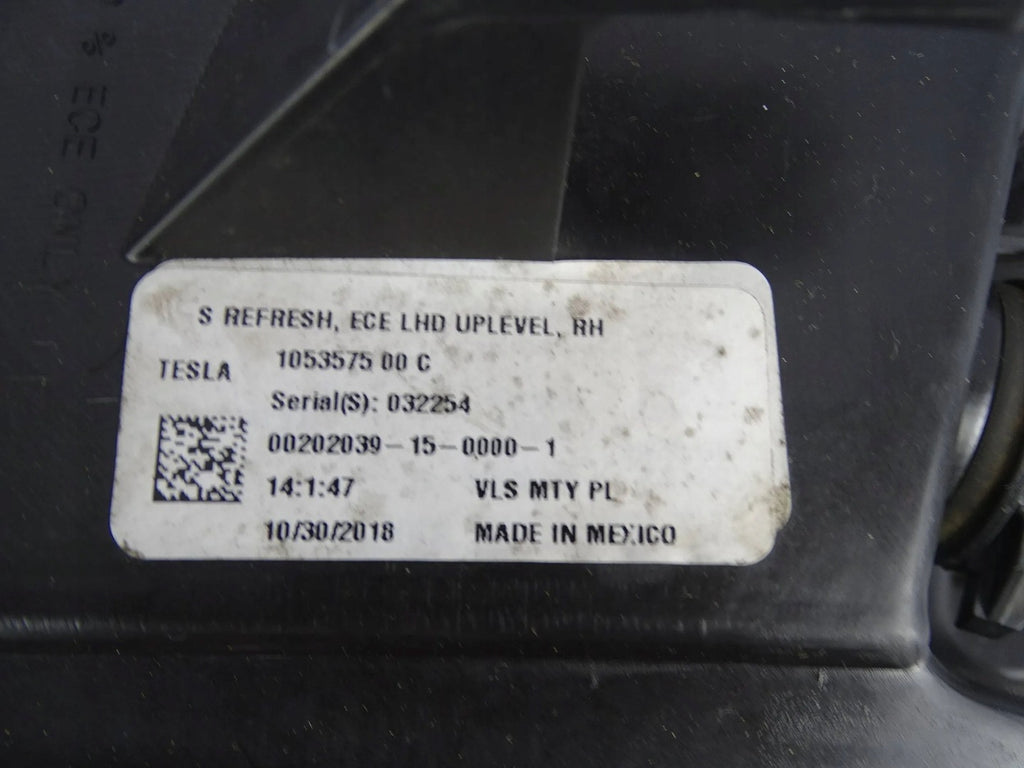 % ECE ONLY
S REFRESH, ECE LHD UPLEVEL, RH
1053575 00 C
TESLA
Serial(S): 032254
00202039-15-0000-1
14:1:47 VLS MTY PL
10/30/2018 MADE IN MEXICO